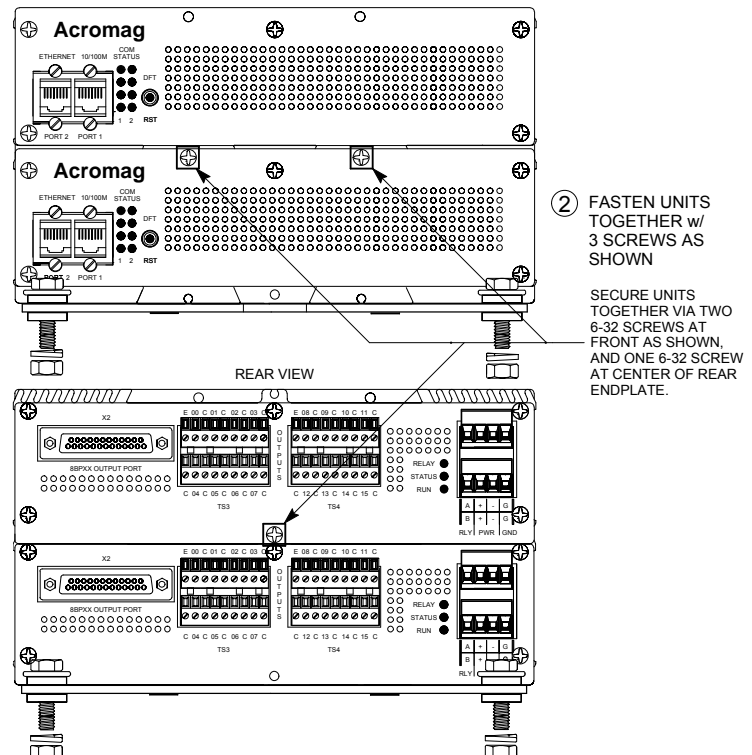 Acromag
ETHERNET 10/100M
COM
STATUS
DFT
1 2
RST
PORT 2 PORT 1
Acromag
ETHERNET 10/100M
COM
STATUS
DFT
1 2
RST
PORT 2 PORT 1
2 FASTEN UNITS
TOGETHER w/
3 SCREWS AS
SHOWN
SECURE UNITS
TOGETHER VIA TWO
6-32 SCREWS AT
FRONT AS SHOWN,
AND ONE 6-32 SCREW
AT CENTER OF REAR
ENDPLATE.
REAR VIEW
X2
8BPXX OUTPUT PORT
E 00 C 01 C 02 C 03 C
C 04 C 05 C 06 C 07 C
TS3
OUTPUTS
E 08 C 09 C 10 C 11 C
C 12 C 13 C 14 C 15 C
TS4
RELAY
STATUS
RUN
A + - G
B + - G
RLY PWR GND
X2
8BPXX OUTPUT PORT
E 00 C 01 C 02 C 03 C
C 04 C 05 C 06 C 07 C
TS3
OUTPUTS
E 08 C 09 C 10 C 11 C
C 12 C 13 C 14 C 15 C
TS4
RELAY
STATUS
RUN
A + - G
B + - G
RLY